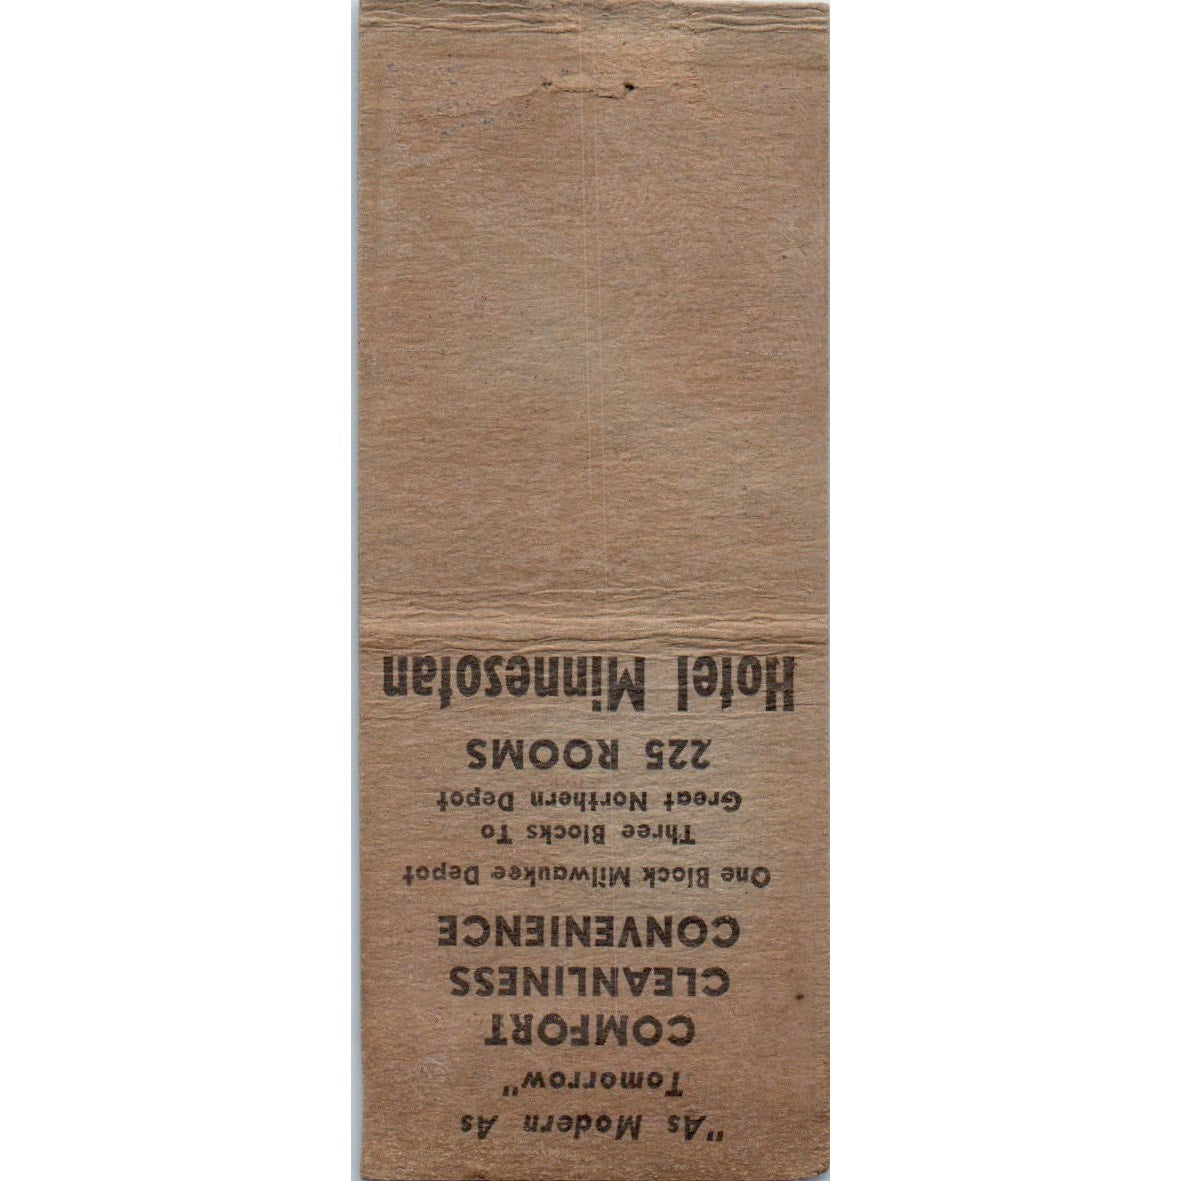 "As Modern As
Tomorrow"
COMFORT
CLEANLINESS
CONVENIENCE
One Block Milwaukee Depot
Three Blocks To
Great Northern Depot
225 ROOMS
Hotel Minnesotan